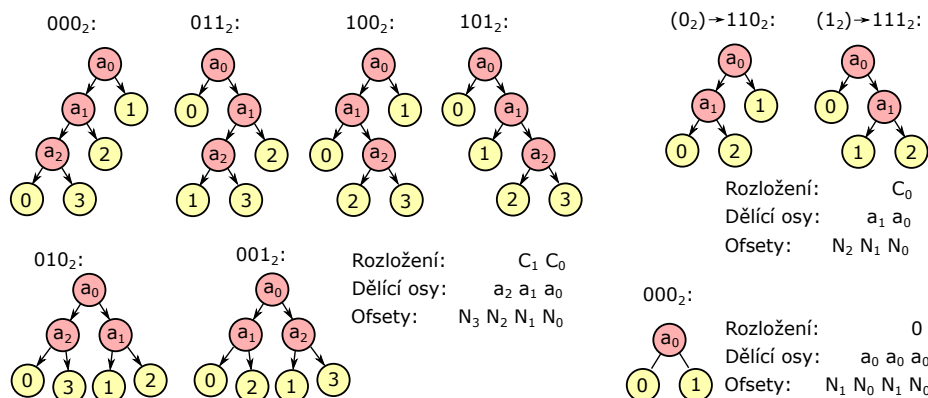 000₂:
a₀
a₁ 1
a₂ 2
0 3
011₂:
a₀
0 a₁
a₂ 2
1 3
100₂:
a₀
a₁ 1
0 a₂
2 3
101₂:
a₀
0 a₁
1 a₂
2 3
010₂:
a₀
a₂ a₁
0 3 1 2
001₂:
a₀
a₁ a₂
0 2 1 3
Rozložení: C₁ C₀
Dělící osy: a₂ a₁ a₀
Ofsety: N₃ N₂ N₁ N₀
(0₂)→110₂:
a₀
a₁ 1
0 2
(1₂)→111₂:
a₀
0 a₁
1 2
Rozložení: C₀
Dělící osy: a₁ a₀
Ofsety: N₂ N₁ N₀
000₂:
a₀
0 1
Rozložení: 0
Dělící osy: a₀ a₀ a₀
Ofsety: N₁ N₀ N₁ N₀